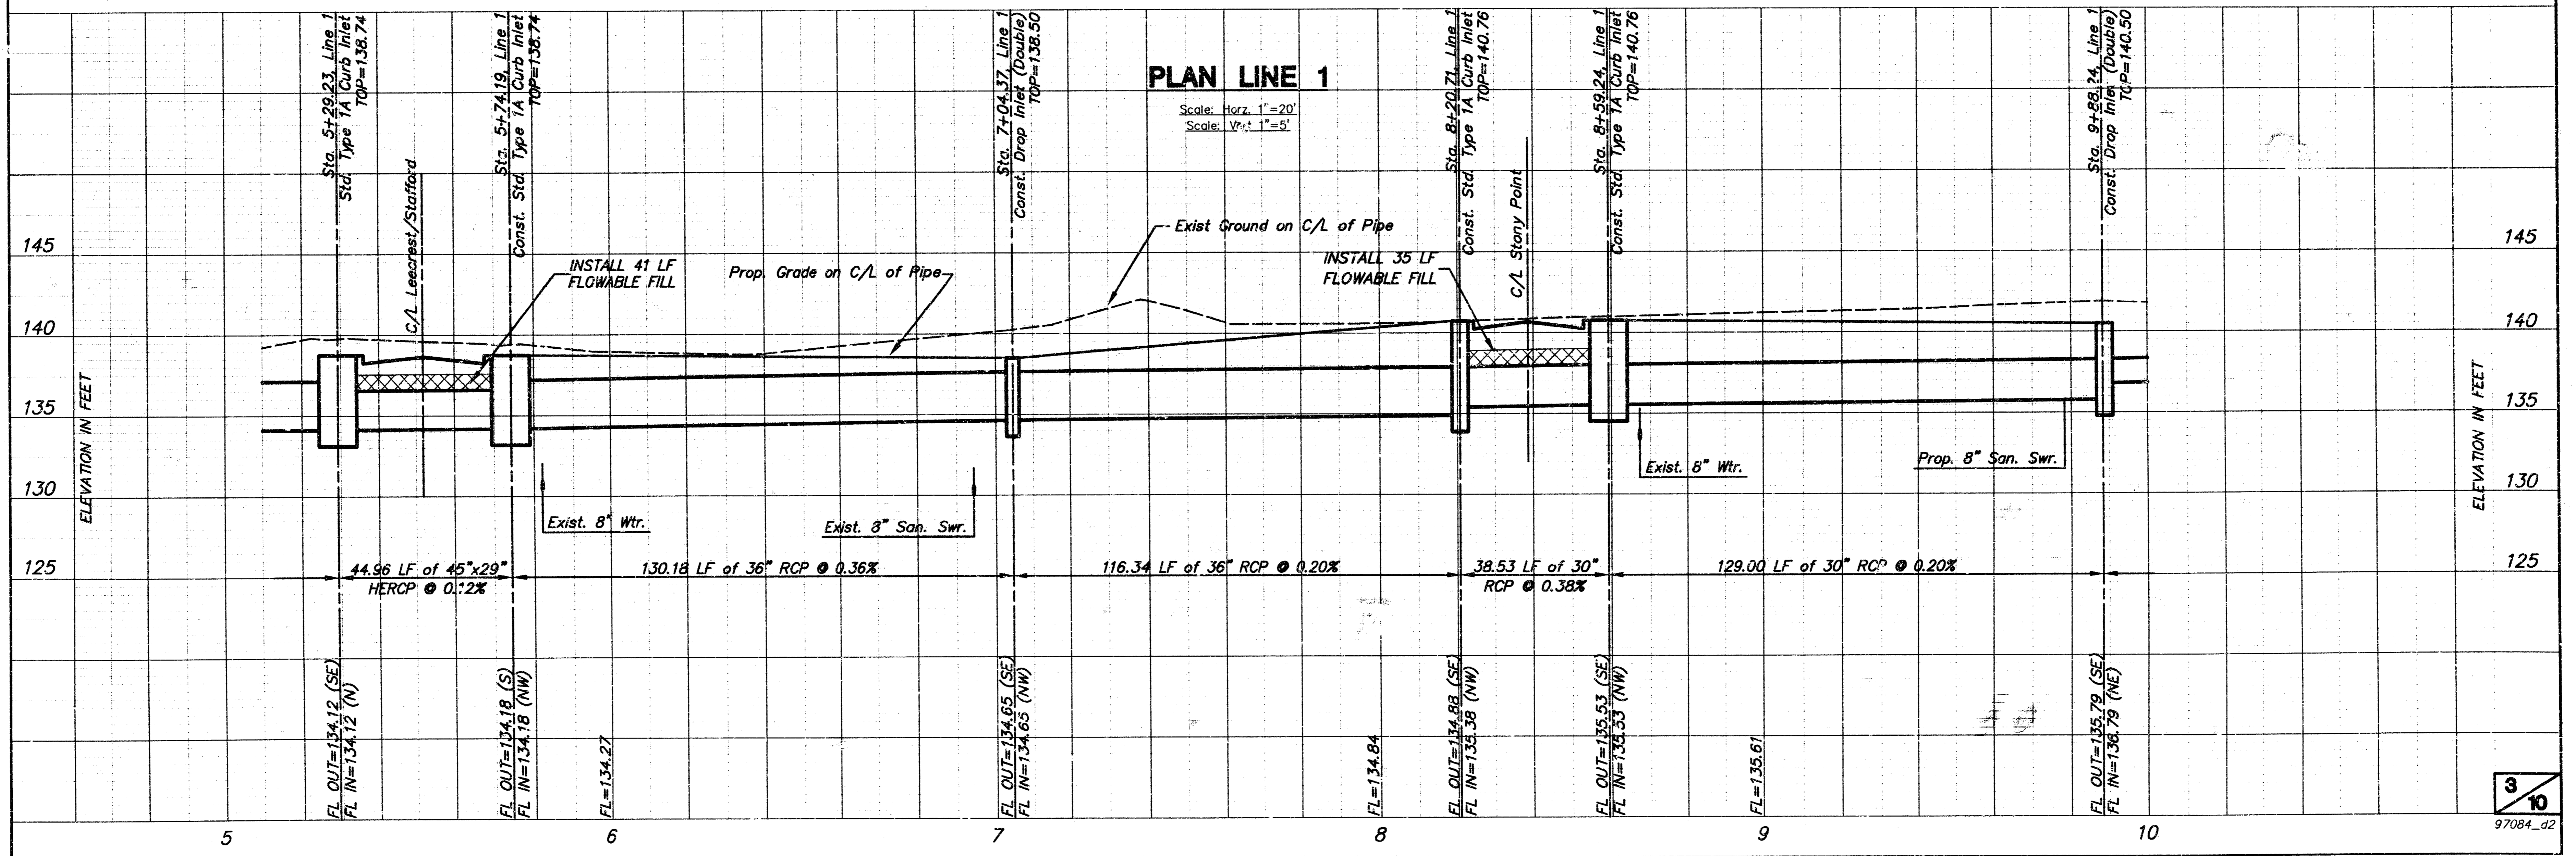 Sta. 5+29.23, Line 1
Std. Type 1A Curb Inlet
TOP=138.74
Sta. 5+74.19, Line 1
Const. Std. Type 1A Curb Inlet
TOP=138.74
Sta. 7+04.37, Line 1
Const. Drop Inlet (Double)
TOP=138.50
PLAN LINE 1
Scale: Horz. 1"=20'
Scale: Vert 1"=5'
Sta. 8+20.71, Line 1
Const. Std. Type 1A Curb Inlet
TOP=140.76
Sta. 8+59.24, Line 1
Const. Std. Type 1A Curb Inlet
TOP=140.76
Sta. 9+88.24, Line 1
Const. Drop Inlet (Double)
TOP=140.50
C/L Leecrest/Stafford
C/L Stony Point
Exist Ground on C/L of Pipe
145
145
INSTALL 41 LF
FLOWABLE FILL
Prop. Grade on C/L of Pipe
INSTALL 35 LF
FLOWABLE FILL
140
140
135
135
ELEVATION IN FEET
ELEVATION IN FEET
Exist. 8" Wtr.
Prop. 8" San. Swr.
130
130
Exist. 8" Wtr.
Exist. 8" San. Swr.
125
125
44.96 LF of 45"x29"
HERCP @ 0.12%
130.18 LF of 36" RCP @ 0.36%
116.34 LF of 36" RCP @ 0.20%
38.53 LF of 30"
RCP @ 0.38%
129.00 LF of 30" RCP @ 0.20%
FL OUT=134.12 (SE)
FL IN=134.12 (N)
FL OUT=134.18 (S)
FL IN=134.18 (NW)
FL=134.27
FL OUT=134.65 (SE)
FL IN=134.65 (NW)
FL=134.84
FL OUT=134.88 (SE)
FL IN=135.38 (NW)
FL OUT=135.53 (SE)
FL IN=135.53 (NW)
FL=135.61
FL OUT=135.79 (SE)
FL IN=136.79 (NE)
3/10
97084_d2
5
6
7
8
9
10